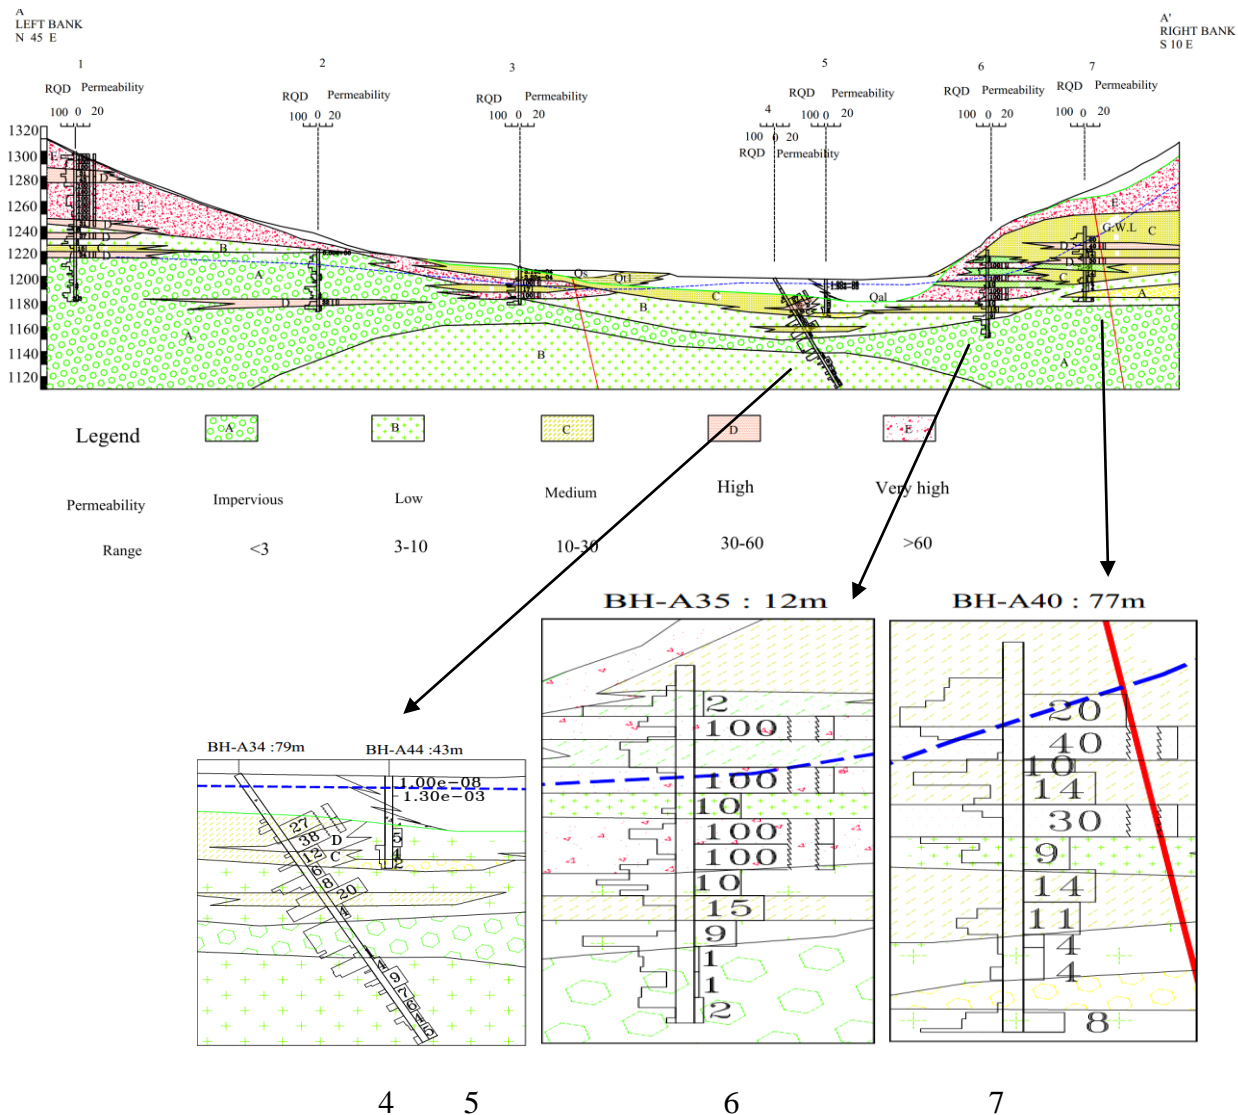 A
LEFT BANK
N 45 E
A'
RIGHT BANK
S 10 E
1
2
3
5
6
7
RQD Permeability
RQD Permeability
RQD Permeability
RQD Permeability
RQD Permeability
RQD Permeability
100 0 20
100 0 20
100 0 20
4
100 0 20
100 0 20
100 0 20
100 0 20
RQD Permeability
1320
1300
1280
1260
1240
1220
1200
1180
1160
1140
1120
E
D
E
D
D
C
D
B
A
D
A
Qs
Qt1
C
B
B
Qal
E
G.W.L
C
D
D
C
A
A
Legend
A
B
C
D
E
Permeability
Impervious
Low
Medium
High
Very high
Range
<3
3-10
10-30
30-60
>60
BH-A34 :79m
BH-A44 :43m
1.00e-08
1.30e-03
27
38
D
12
C
6
8
20
5
4
BH-A35 : 12m
2
100
100
10
100
100
10
15
9
1
1
2
BH-A40 : 77m
20
40
10
14
30
9
14
11
4
4
8
4 5 6 7